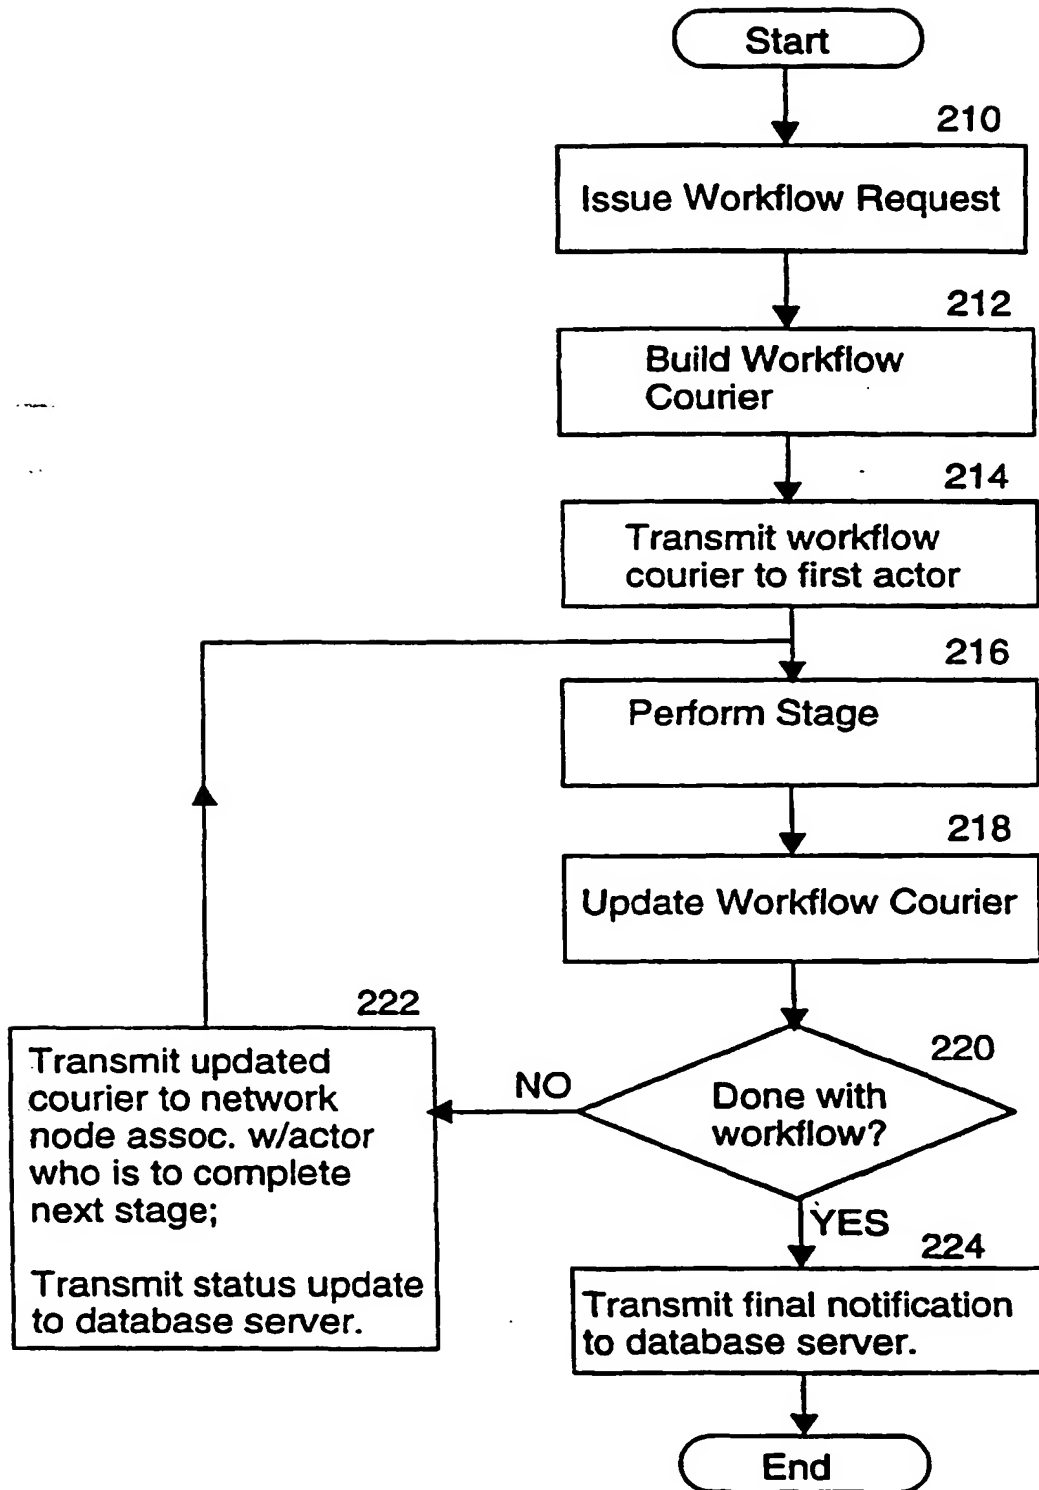 Start
210
Issue Workflow Request
212
Build Workflow
Courier
214
Transmit workflow
courier to first actor
216
Perform Stage
218
Update Workflow Courier
220
Done with
workflow?
NO
222
Transmit updated
courier to network
node assoc. w/actor
who is to complete
next stage;
Transmit status update
to database server.
YES
224
Transmit final notification
to database server.
End